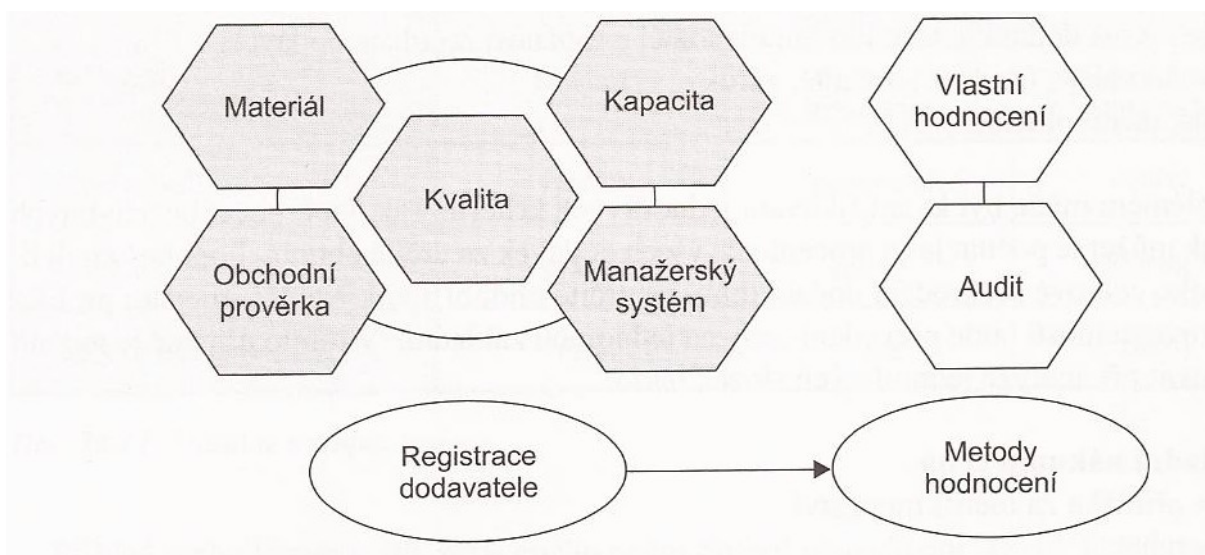 Materiál
Kapacita
Vlastní
hodnocení
Kvalita
Obchodní
prověrka
Manažerský
systém
Audit
Registrace
dodavatele
Metody
hodnocení